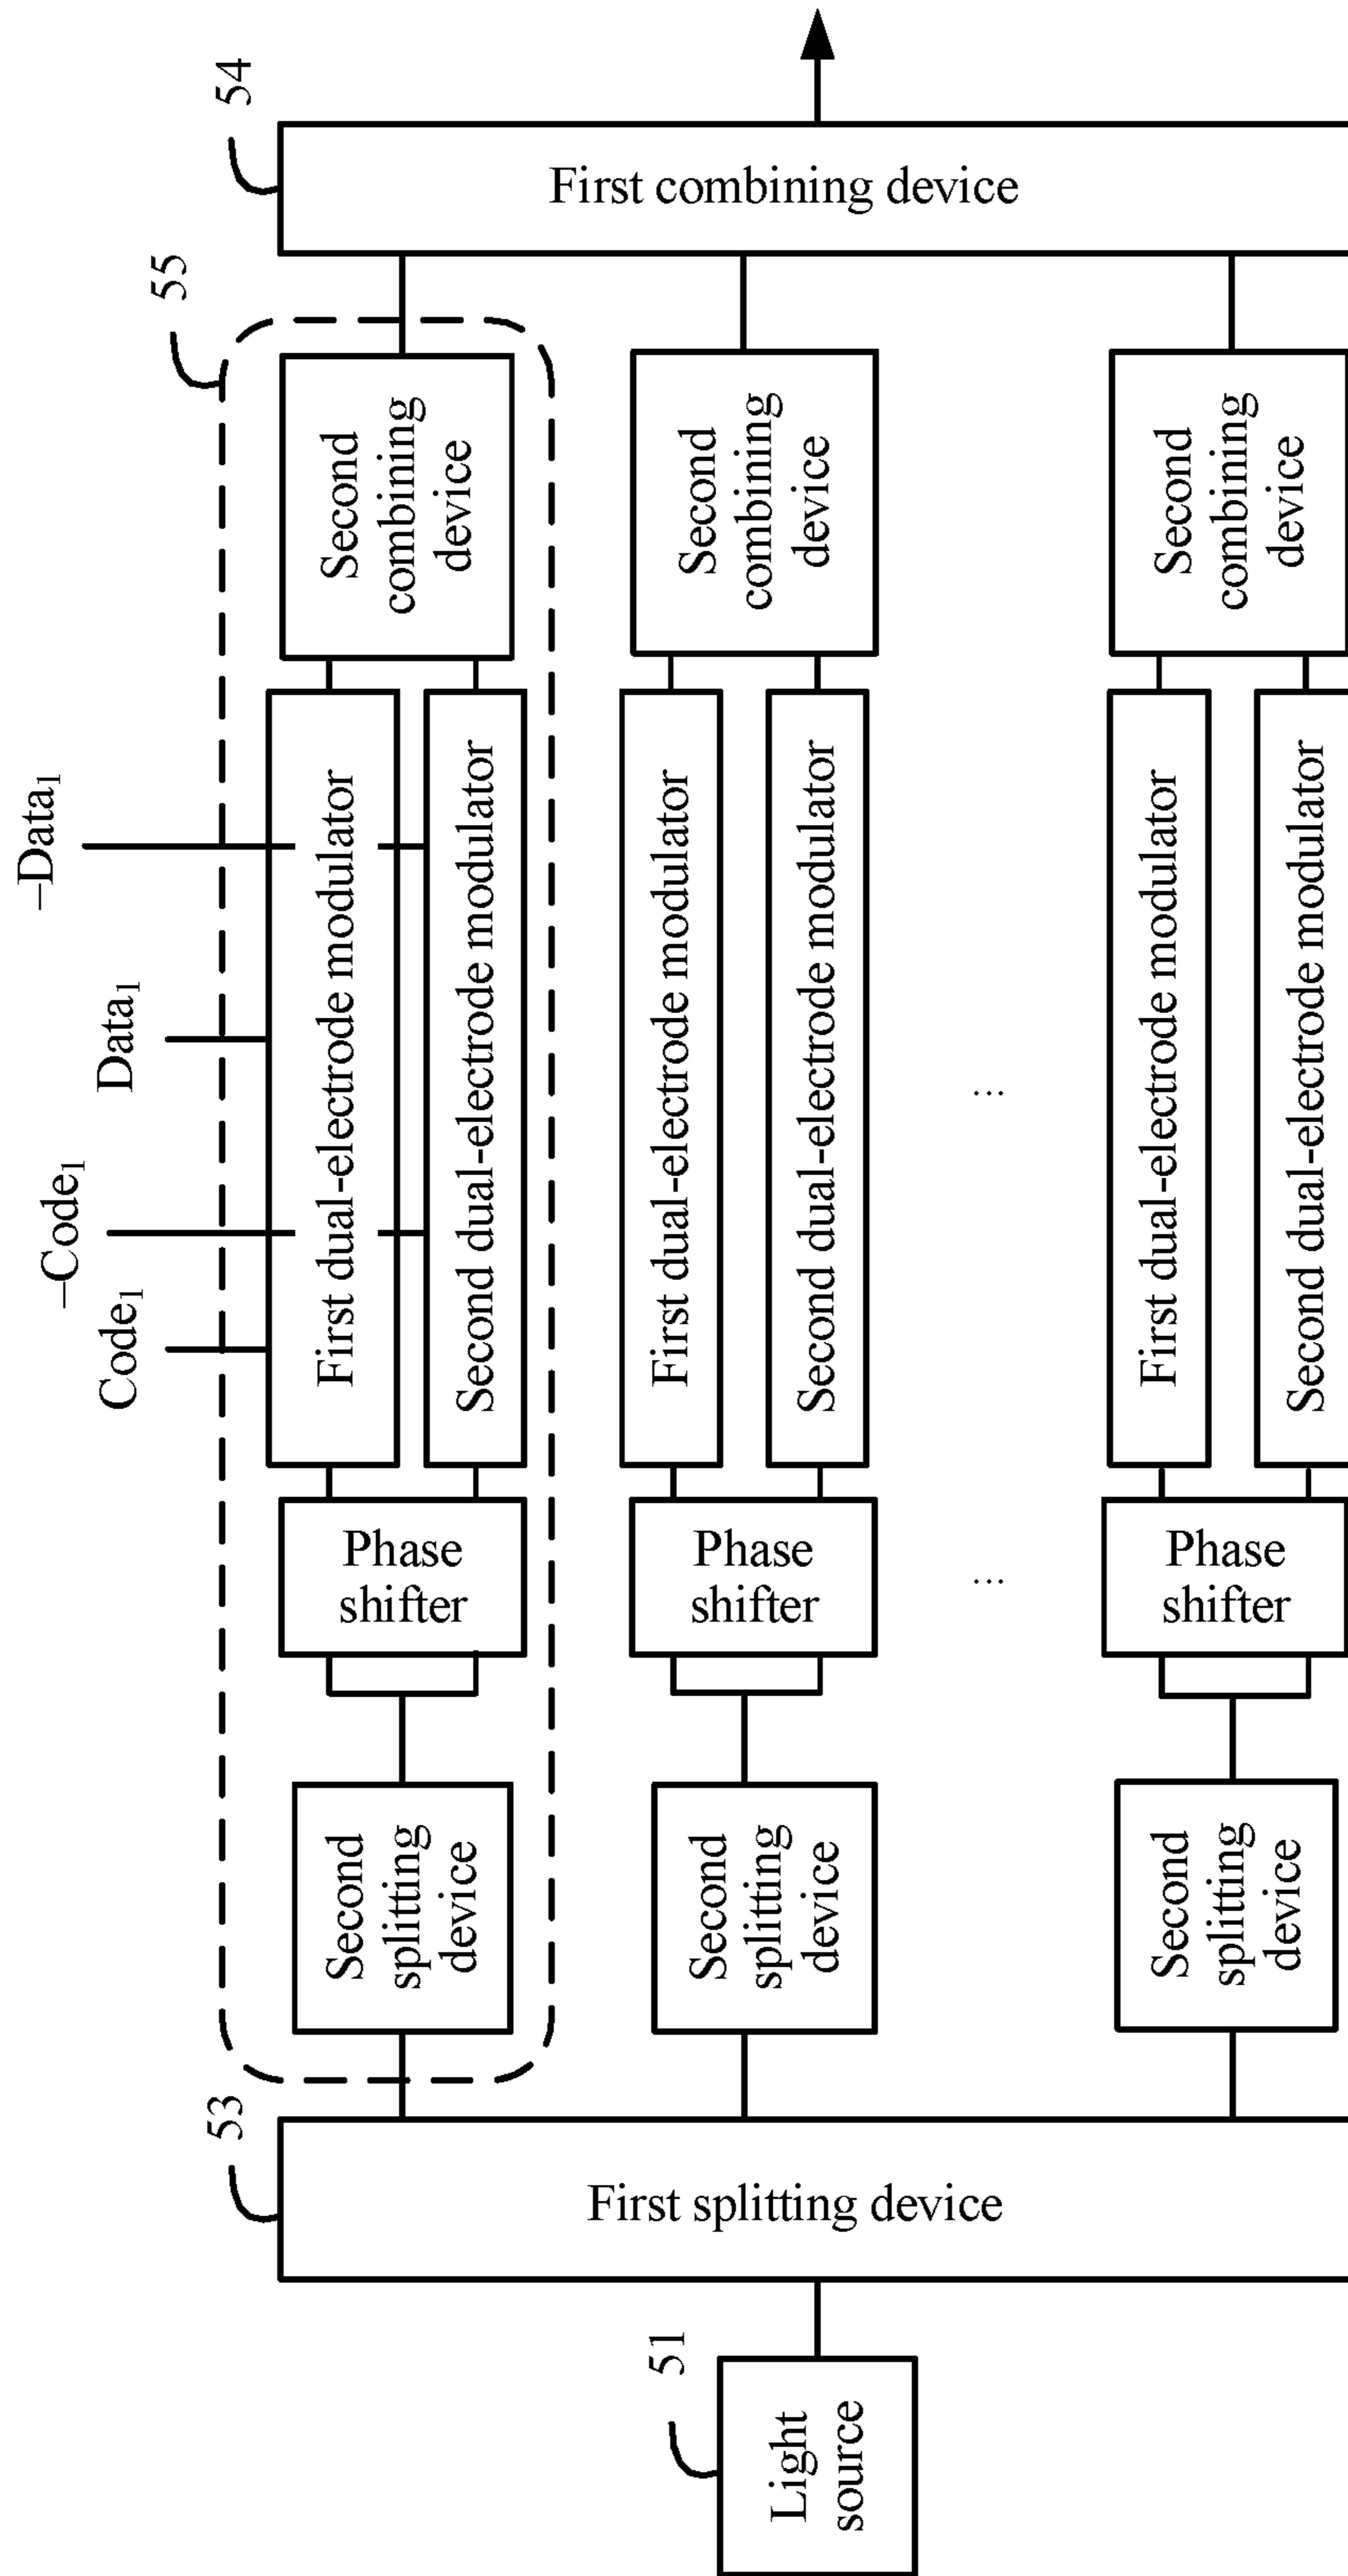 54
First combining device
55
Second
combining
device
Second
combining
device
Second
combining
device
–Data1
Data1
–Code1
Code1
First dual-electrode modulator
Second dual-electrode modulator
First dual-electrode modulator
Second dual-electrode modulator
...
First dual-electrode modulator
Second dual-electrode modulator
Phase
shifter
Phase
shifter
...
Phase
shifter
Second
splitting
device
Second
splitting
device
Second
splitting
device
53
First splitting device
51
Light
source